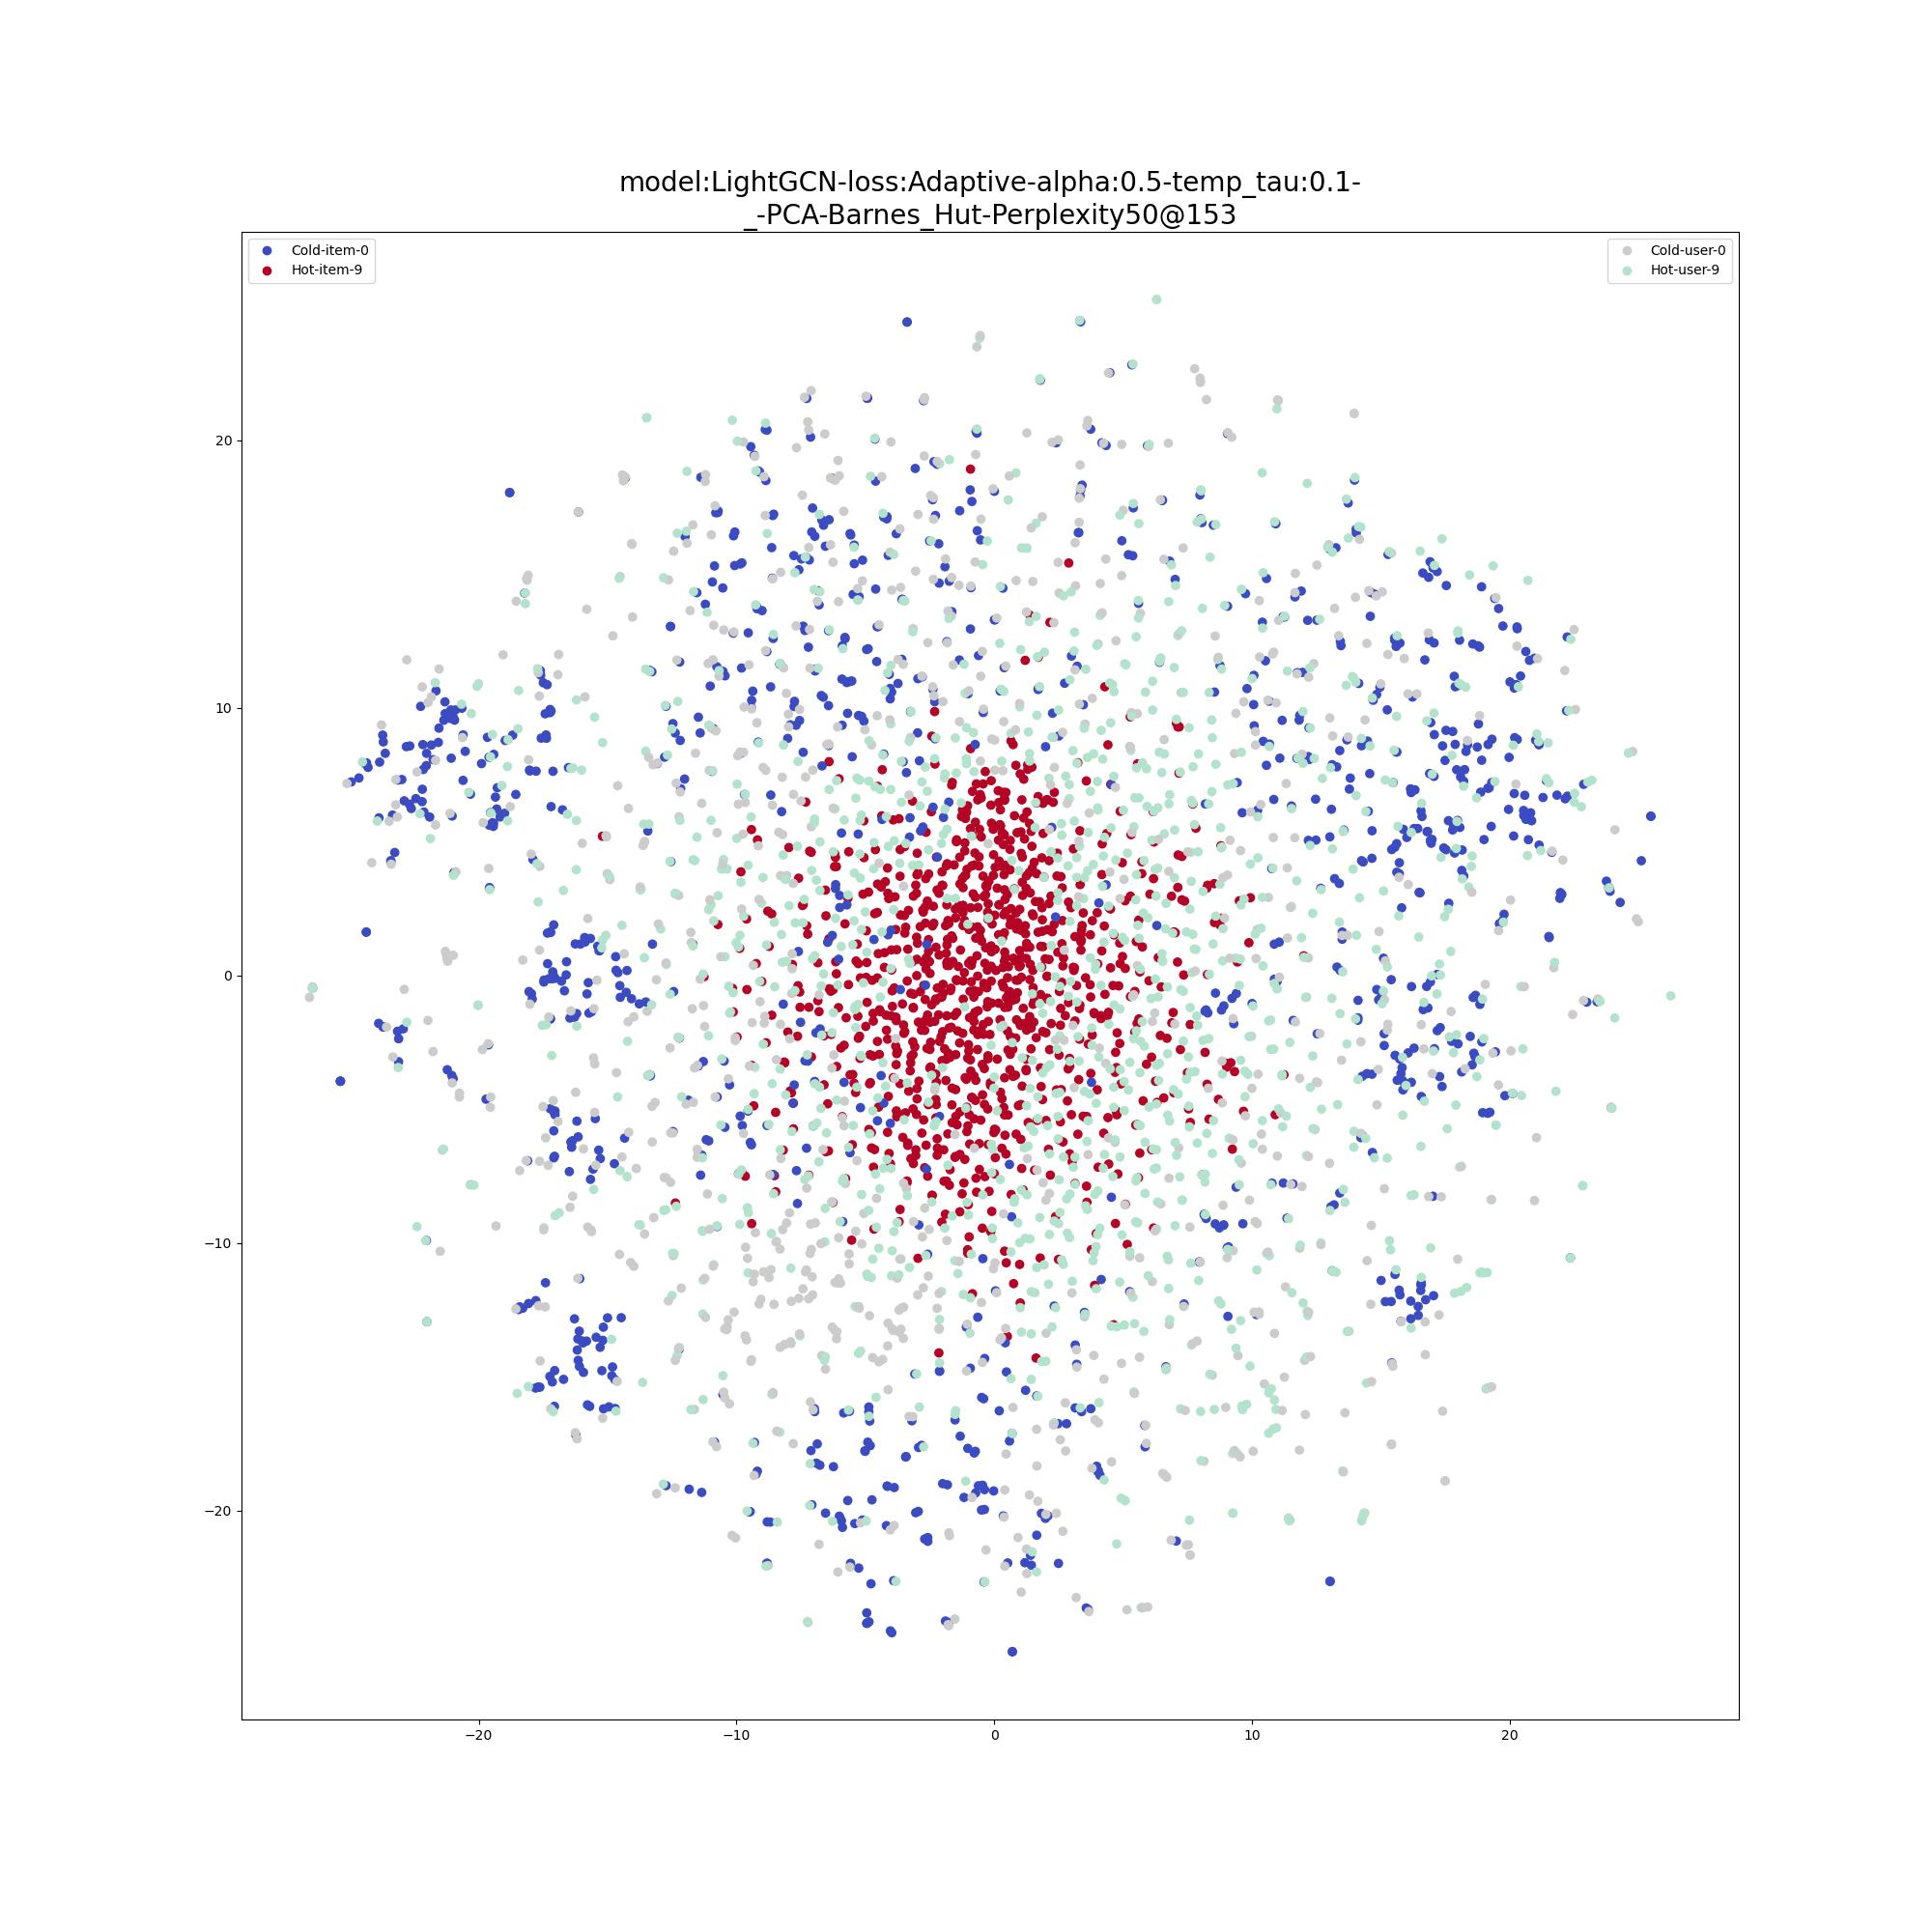 model:LightGCN-loss:Adaptive-alpha:0.5-temp_tau:0.1-
_-PCA-Barnes_Hut-Perplexity50@153
Cold-item-0
Hot-item-9
Cold-user-0
Hot-user-9
20
10
0
−10
−20
−20
−10
0
10
20